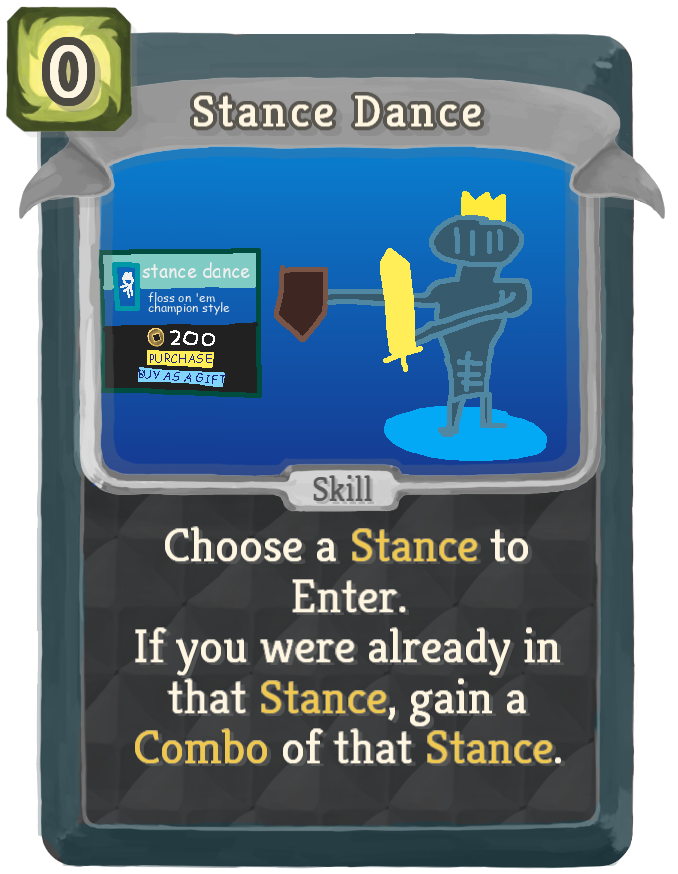 0
Stance Dance
stance dance
floss on 'em
champion style
200
PURCHASE
BUY AS A GIFT
Skill
Choose a Stance to
Enter.
If you were already in
that Stance, gain a
Combo of that Stance.